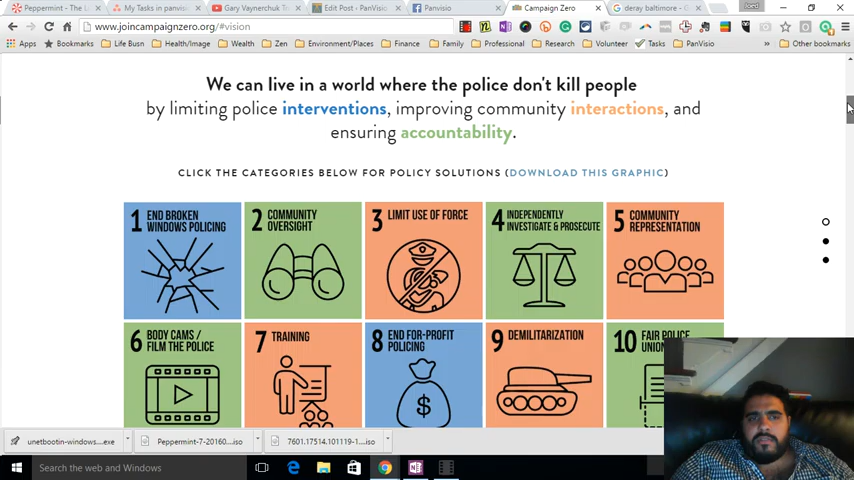 Peppermint - The L
My Tasks in panvisi
Gary Vaynerchuk Tr
Edit Post ‹ PanVisio
Panvisio
Campaign Zero
deray baltimore - G
Joed
www.joincampaignzero.org/#vision
Apps
Bookmarks
Life Busn
Health/Image
Zen
Environment/Places
Finance
Family
Professional
Research
Volunteer
Tasks
PanVisio
»
Other bookmarks
We can live in a world where the police don't kill people
by limiting police interventions, improving community interactions, and
ensuring accountability.
CLICK THE CATEGORIES BELOW FOR POLICY SOLUTIONS (DOWNLOAD THIS GRAPHIC)
1 END BROKEN
WINDOWS POLICING
2 COMMUNITY
OVERSIGHT
3 LIMIT USE OF FORCE
4 INDEPENDENTLY
INVESTIGATE & PROSECUTE
5 COMMUNITY
REPRESENTATION
6 BODY CAMS /
FILM THE POLICE
7 TRAINING
8 END FOR-PROFIT
POLICING
$
9 DEMILITARIZATION
10 FAIR POLICE
UNION
unetbootin-windows....exe
Peppermint-7-20160...iso
7601.17514.101119-1...iso
Search the web and Windows